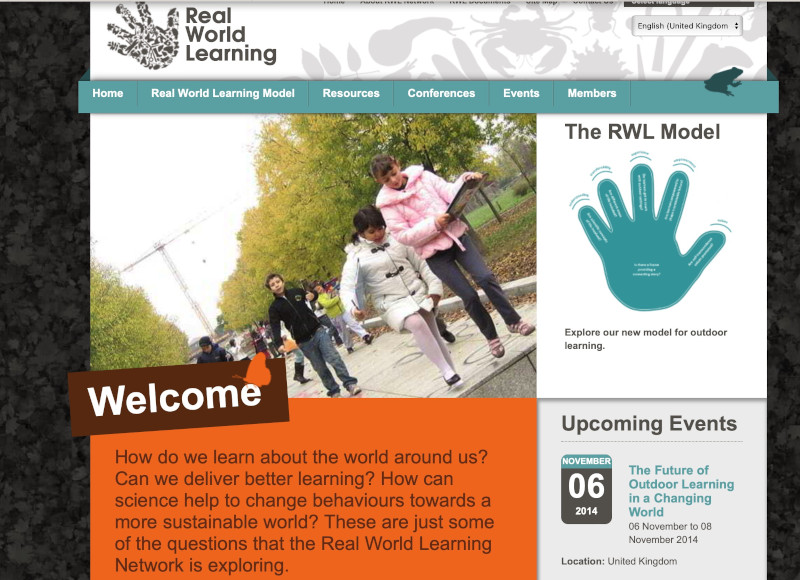 Home About RWL Network RWL Documents Site Map Contact Us Select language
Real
World
Learning
English (United Kingdom
Home Real World Learning Model Resources Conferences Events Members
The RWL Model
Explore our new model for outdoor
learning.
Welcome
How do we learn about the world around us?
Can we deliver better learning? How can
science help to change behaviours towards a
more sustainable world? These are just some
of the questions that the Real World Learning
Network is exploring.
Upcoming Events
NOVEMBER
06
2014
The Future of
Outdoor Learning
in a Changing
World
06 November to 08
November 2014
Location: United Kingdom